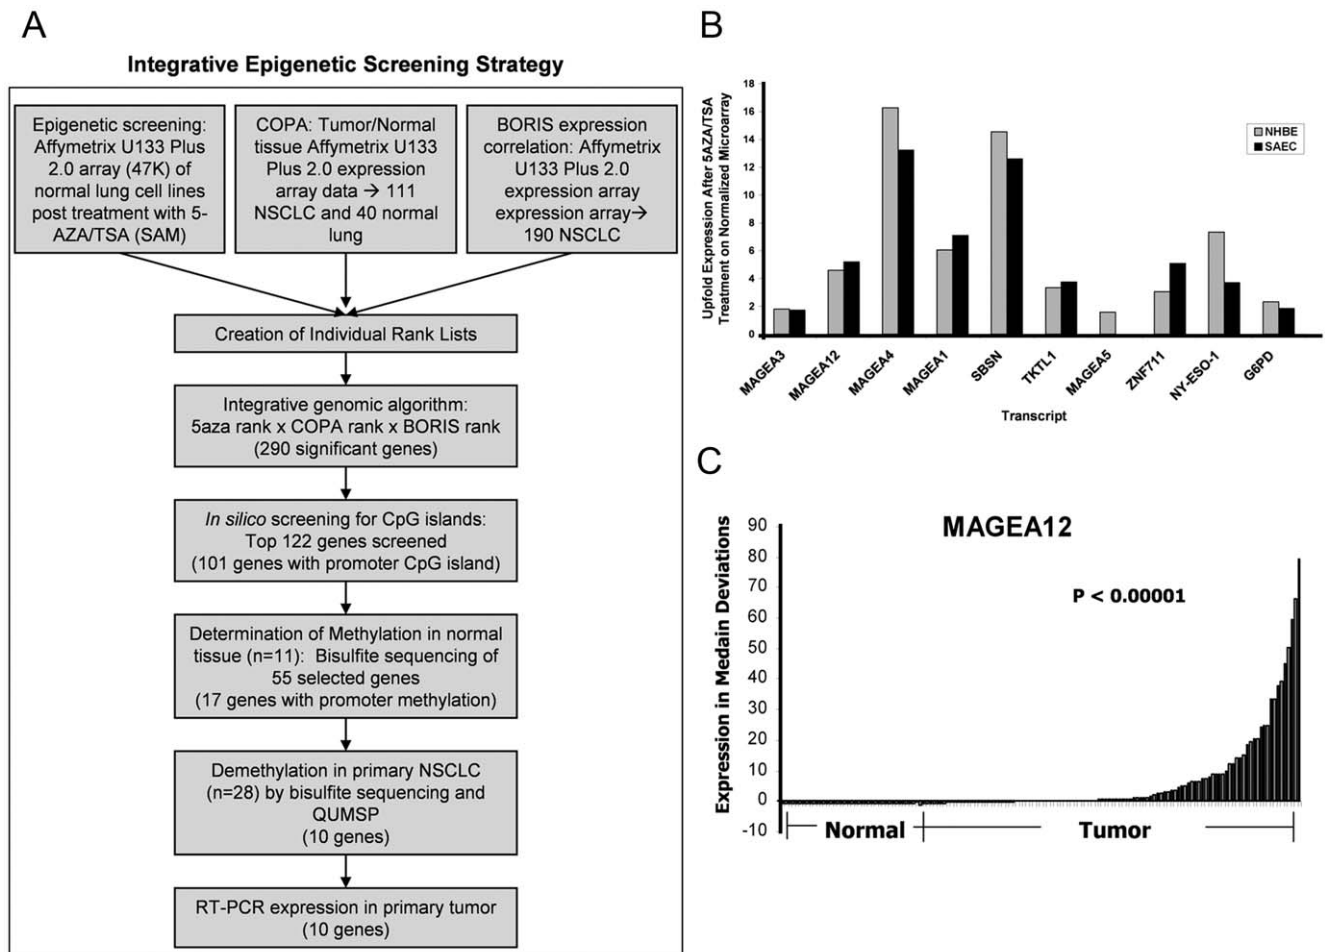 A
Integrative Epigenetic Screening Strategy
Epigenetic screening:
Affymetrix U133 Plus
2.0 array (47K) of
normal lung cell lines
post treatment with 5-
AZA/TSA (SAM)
COPA: Tumor/Normal
tissue Affymetrix U133
Plus 2.0 expression
array data → 111
NSCLC and 40 normal
lung
BORIS expression
correlation: Affymetrix
U133 Plus 2.0
expression array
expression array→
190 NSCLC
Creation of Individual Rank Lists
Integrative genomic algorithm:
5aza rank x COPA rank x BORIS rank
(290 significant genes)
In silico screening for CpG islands:
Top 122 genes screened
(101 genes with promoter CpG island)
Determination of Methylation in normal
tissue (n=11): Bisulfite sequencing of
55 selected genes
(17 genes with promoter methylation)
Demethylation in primary NSCLC
(n=28) by bisulfite sequencing and
QUMSP
(10 genes)
RT-PCR expression in primary tumor
(10 genes)
B
Upfold Expression After 5AZA/TSA
Treatment on Normalized Microarray
18
16
14
12
10
8
6
4
2
0
NHBE
SAEC
MAGEA3
MAGEA12
MAGEA4
MAGEA1
SBSN
TKTL1
MAGEA5
ZNF711
NY-ESO-1
G6PD
Transcript
C
MAGEA12
P < 0.00001
Expression in Medain Deviations
90
80
70
60
50
40
30
20
10
0
-10
Normal
Tumor